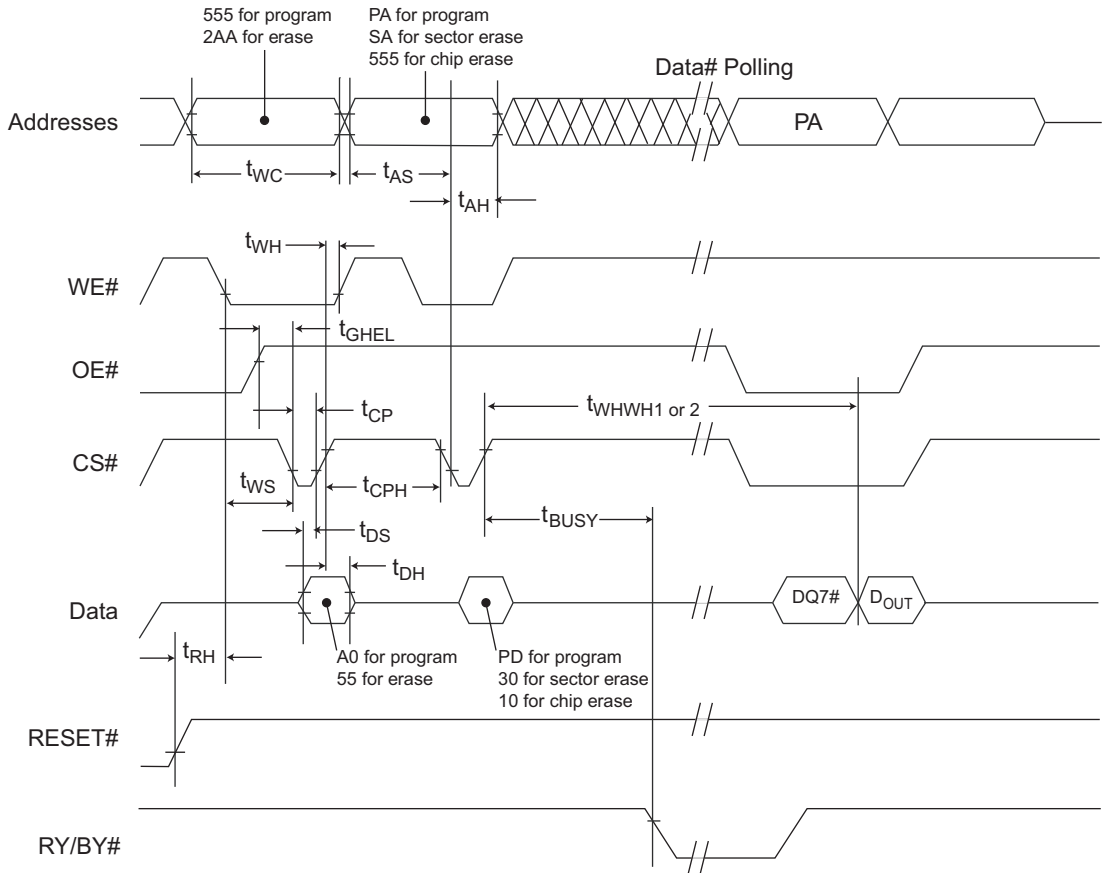 555 for program
2AA for erase
PA for program
SA for sector erase
555 for chip erase
Data# Polling
Addresses
PA
tWC
tAS
tAH
tWH
WE#
tGHEL
OE#
tCP
tWHWH1 or 2
CS#
tWS
tCPH
tBUSY
tDS
tDH
Data
DQ7#
DOUT
tRH
A0 for program
55 for erase
PD for program
30 for sector erase
10 for chip erase
RESET#
RY/BY#